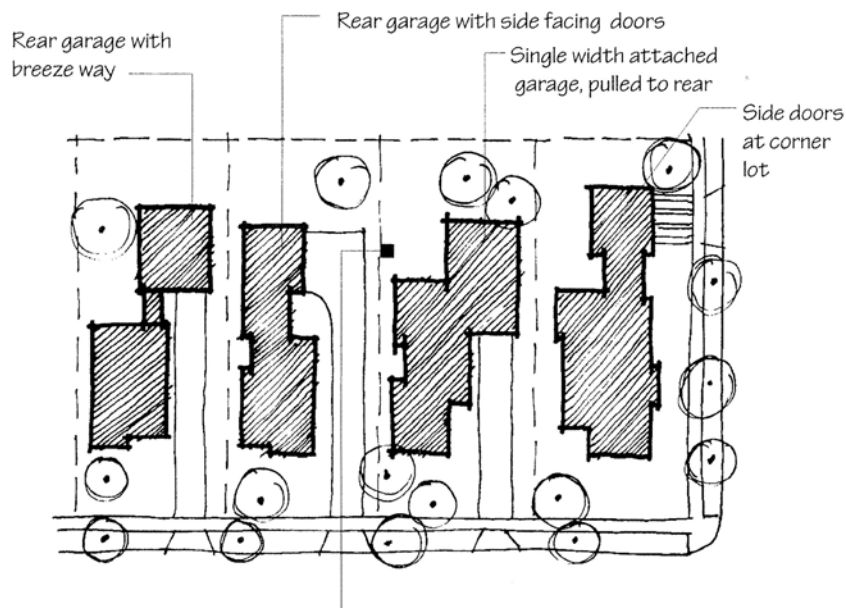 Rear garage with
breeze way
Rear garage with side facing doors
Single width attached
garage, pulled to rear
Side doors
at corner
lot